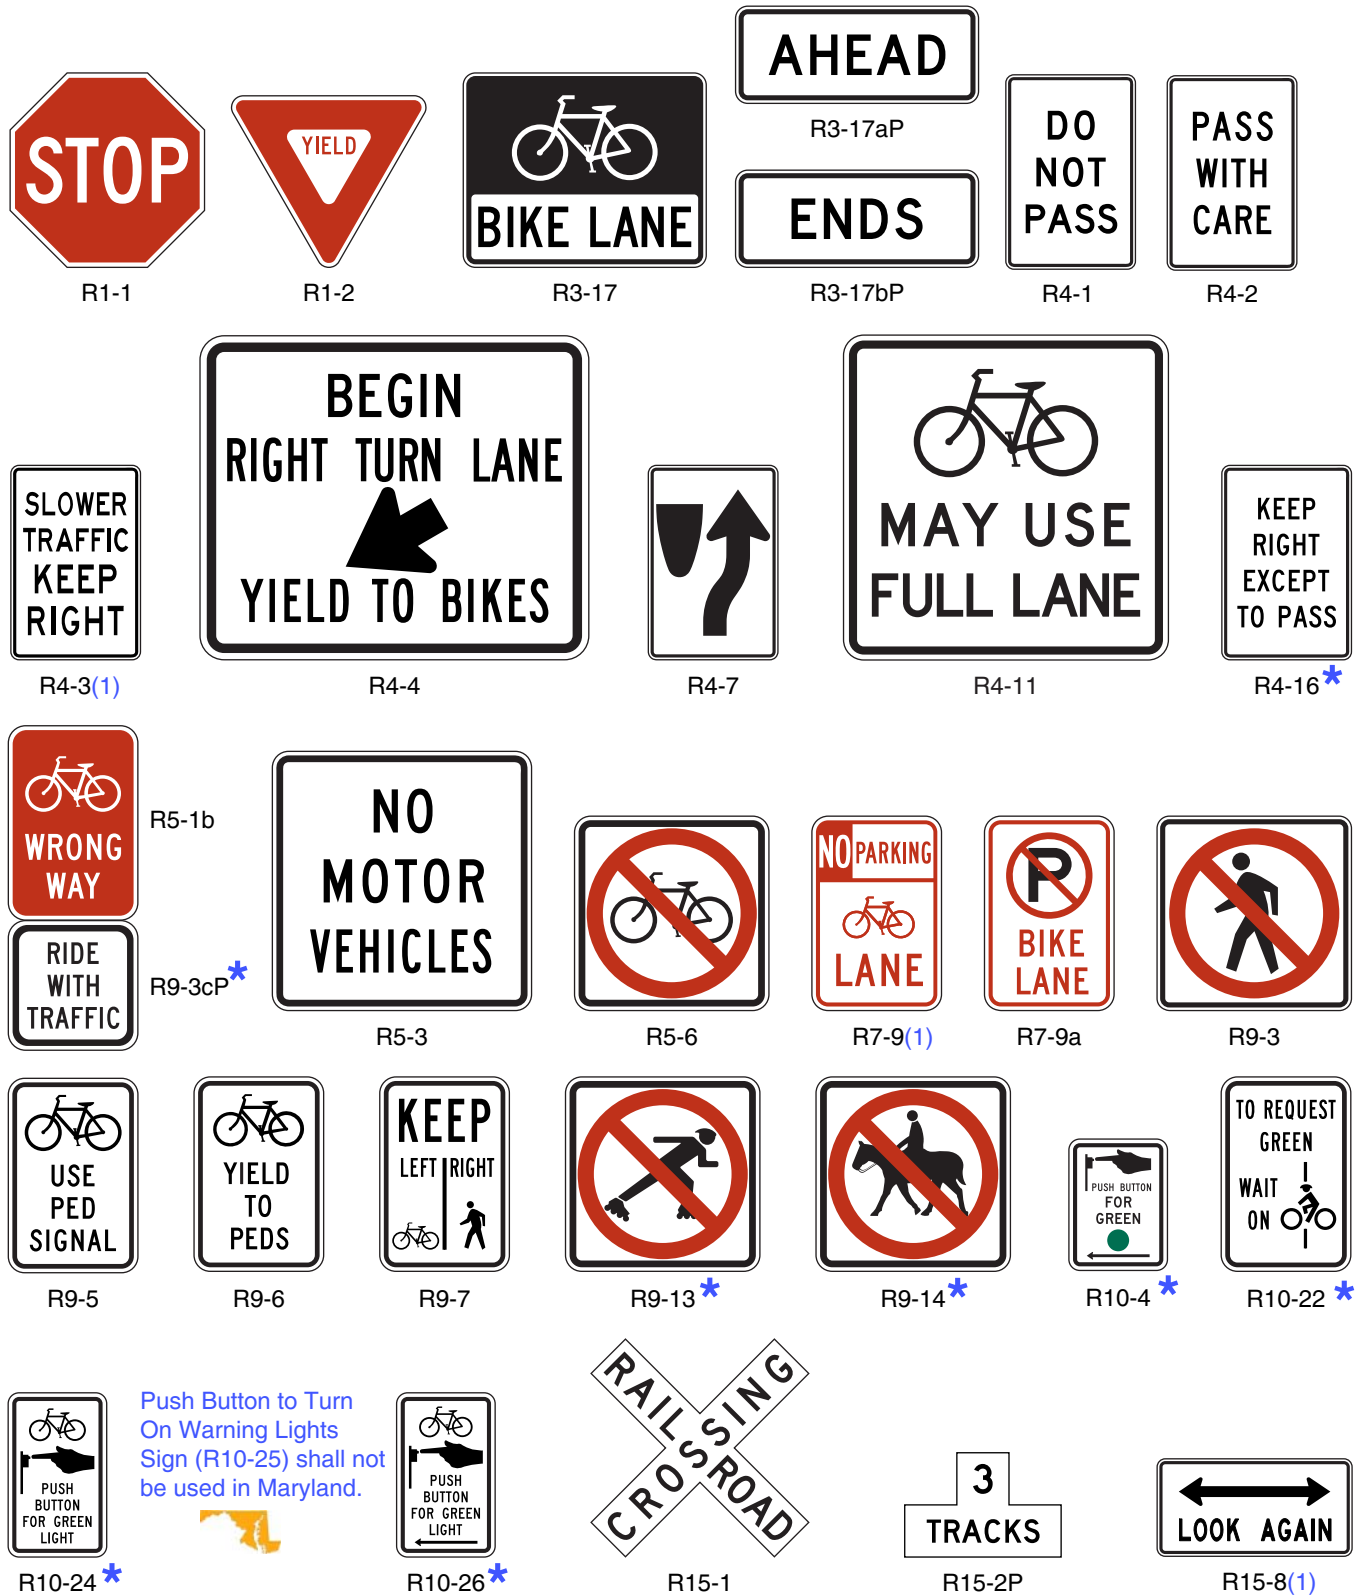 STOP
R1-1
YIELD
R1-2
BIKE LANE
R3-17
AHEAD
R3-17aP
ENDS
R3-17bP
DO
NOT
PASS
R4-1
PASS
WITH
CARE
R4-2
SLOWER
TRAFFIC
KEEP
RIGHT
R4-3(1)
BEGIN
RIGHT TURN LANE
YIELD TO BIKES
R4-4
R4-7
MAY USE
FULL LANE
R4-11
KEEP
RIGHT
EXCEPT
TO PASS
R4-16*
WRONG
WAY
R5-1b
RIDE
WITH
TRAFFIC
R9-3cP*
NO
MOTOR
VEHICLES
R5-3
R5-6
NO PARKING
LANE
R7-9(1)
P
BIKE
LANE
R7-9a
R9-3
USE
PED
SIGNAL
R9-5
YIELD
TO
PEDS
R9-6
KEEP
LEFT RIGHT
R9-7
R9-13*
R9-14*
PUSH BUTTON
FOR
GREEN
R10-4*
TO REQUEST
GREEN
WAIT
ON
R10-22*
PUSH
BUTTON
FOR GREEN
LIGHT
R10-24*
Push Button to Turn
On Warning Lights
Sign (R10-25) shall not
be used in Maryland.
PUSH
BUTTON
FOR GREEN
LIGHT
R10-26*
RAILROAD
CROSSING
R15-1
3
TRACKS
R15-2P
LOOK AGAIN
R15-8(1)